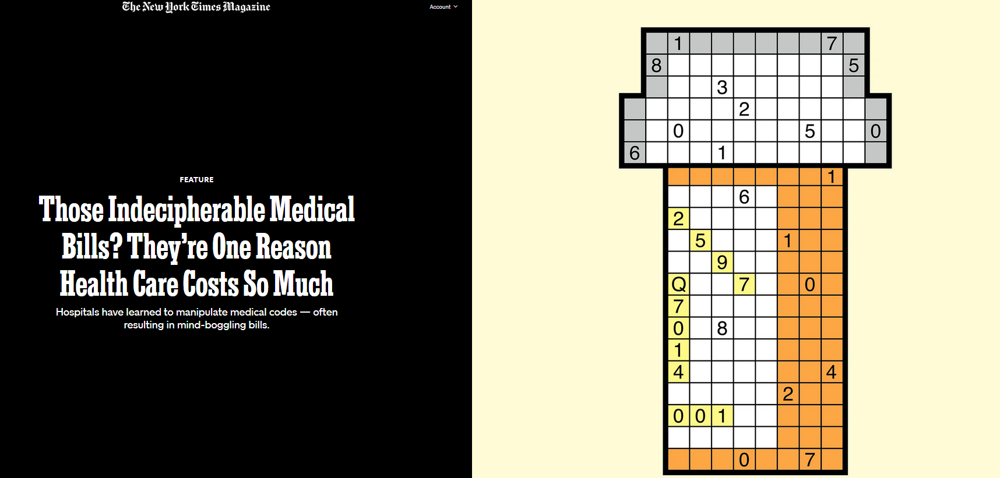 The New York Times Magazine
Account
FEATURE
Those Indecipherable Medical
Bills? They're One Reason
Health Care Costs So Much
Hospitals have learned to manipulate medical codes — often
resulting in mind-boggling bills.
1 7
8 5
3
2
0 5 0
6 1
1
6
2
5 1
9
Q 7 0
7
0 8
1
4 4
2
0 0 1
0 7